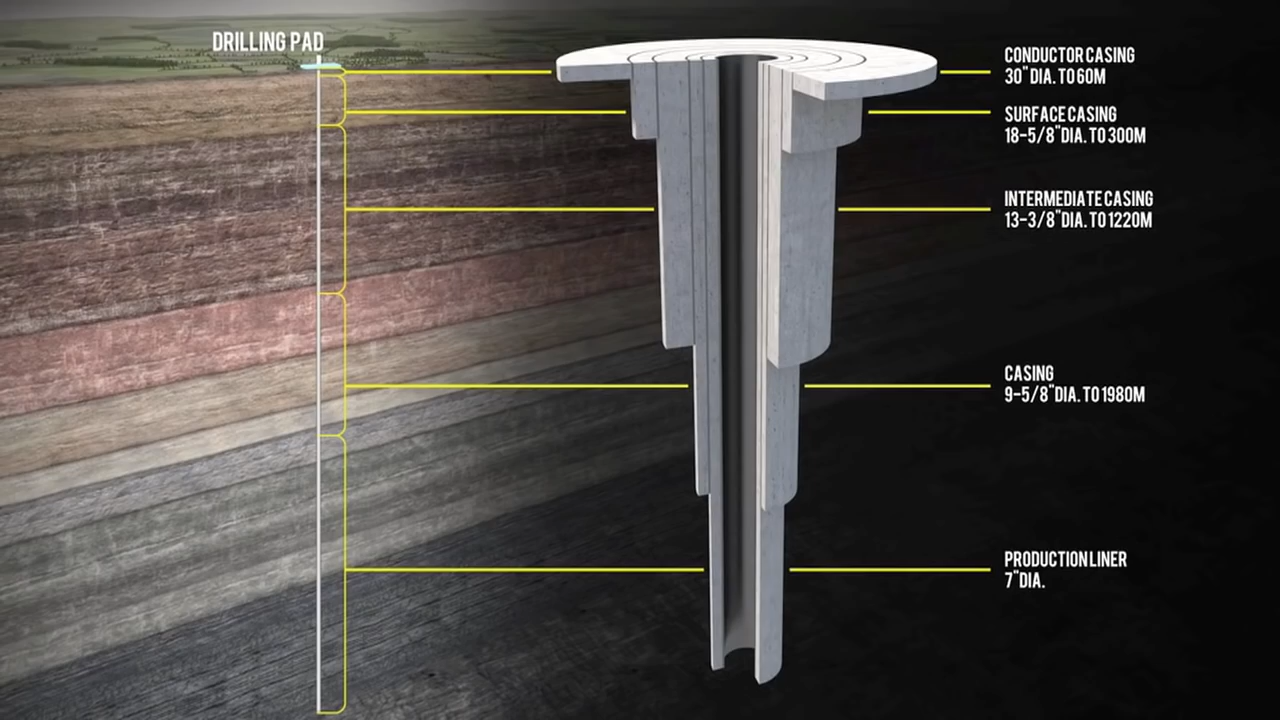 DRILLING PAD
CONDUCTOR CASING
30" DIA. TO 60M
SURFACE CASING
18-5/8" DIA. TO 300M
INTERMEDIATE CASING
13-3/8" DIA. TO 1220M
CASING
9-5/8" DIA. TO 1980M
PRODUCTION LINER
7" DIA.